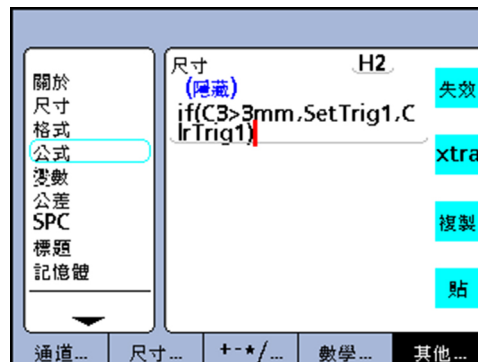 關於
尺寸
格式
公式
變數
公差
SPC
標題
記憶體
尺寸
H2
(隱藏)
if(C3>3mm,SetTrig1,C
lrTrig1)
失效
xtra
複製
貼
通道...
尺寸...
+-*/...
數學...
其他...